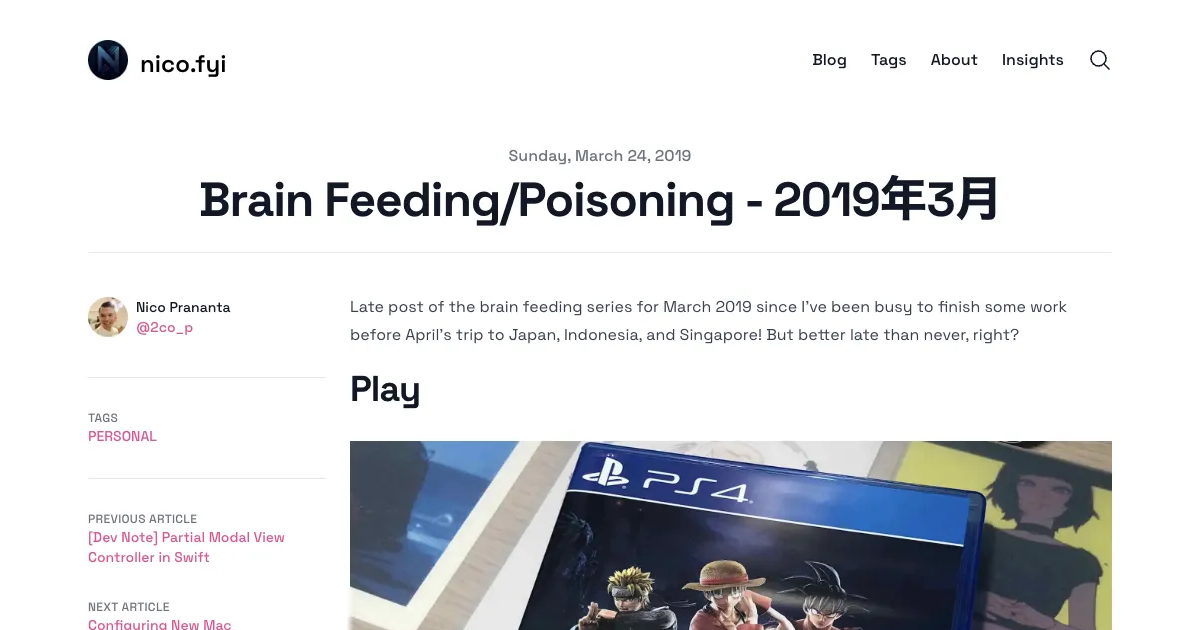 nico.fyi
Blog Tags About Insights
Sunday, March 24, 2019
Brain Feeding/Poisoning - 2019年3月
Nico Prananta
@2co_p
TAGS
PERSONAL
PREVIOUS ARTICLE
[Dev Note] Partial Modal View
Controller in Swift
NEXT ARTICLE
Configuring New Mac
Late post of the brain feeding series for March 2019 since I've been busy to finish some work
before April's trip to Japan, Indonesia, and Singapore! But better late than never, right?
Play
PS4